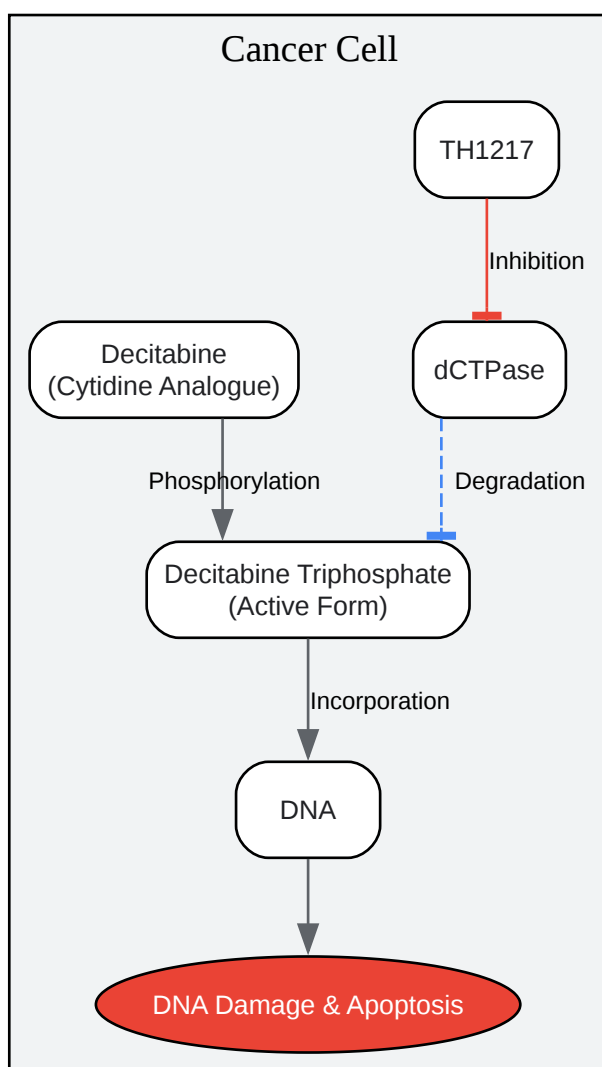 Cancer Cell
TH1217
Inhibition
Decitabine
(Cytidine Analogue)
dCTPase
Phosphorylation
Degradation
Decitabine Triphosphate
(Active Form)
Incorporation
DNA
DNA Damage & Apoptosis